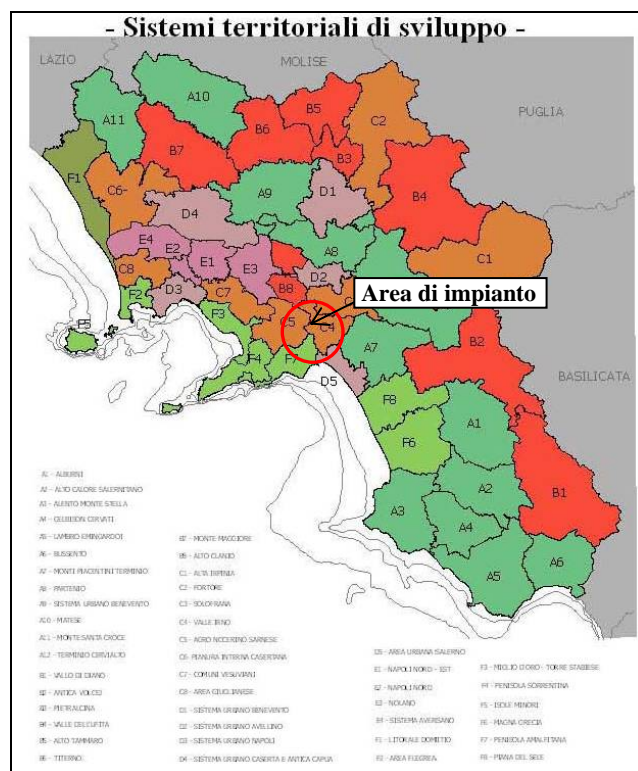 - Sistemi territoriali di sviluppo -
LAZIO
MOLISE
PUGLIA
BASILICATA
A10
A11
B5
C2
B6
B7
B3
F1
C6-
A9
D1
B4
D4
A8
C1
E4
E2
E1
E3
D2
C8
F2
D3
C7
B8
Area di impianto
F3
F5
C5
C4
B2
F4
F7
A7
D5
F8
F6
A1
A2
B1
A3
A4
A5
A6
A1 - ALBURNI
A2 - ALTO CALORE SALERNITANO
A3 - ALENTO MONTE STELLA
A4 - GELBISON CERVATI
A6 - BUSSENTO
A7 - MONTI PICENTINI TERMINIO
A8 - PARTENIO
A9 - SISTEMA URBANO BENEVENTO
A10 - MATESE
A11 - MONTE SANTA CROCE
A12 - TERMINIO CERVIALTO
B1 - VALLO DI DIANO
B2 - ANTICA VOLCEI
B3 - PIETRALCINA
B4 - VALLE DELL'UFITA
B5 - ALTO TAMMARO
B6 - TITERNO
B7 - MONTE MAGGIORE
B8 - ALTO CLANIO
C1 - ALTA IRPINIA
C2 - FORTORE
C3 - SOLOFRANA
C4 - VALLE IRNO
C5 - AGRO NOCERINO SARNESE
C6 - PIANURA INTERNA CASERTANA
C7 - COMUNI VESUVIANI
C8 - AREA GIUGLIANESE
D1 - SISTEMA URBANO BENEVENTO
D2 - SISTEMA URBANO AVELLINO
D3 - SISTEMA URBANO NAPOLI
D4 - SISTEMA URBANO CASERTA E ANTICA CAPUA
D5 - AREA URBANA SALERNO
E1 - NAPOLI NORD - EST
E2 - NAPOLI NORD
E3 - NOLANO
E4 - SISTEMA AVERSANO
F1 - LITORALE DOMITIO
F2 - AREA FLEGREA
F3 - MIGLIO D'ORO - TORRE STABIESE
F4 - PENISOLA SORRENTINA
F5 - ISOLE MINORI
F6 - MAGNA GRECIA
F7 - PENISOLA AMALFITANA
F8 - PIANA DEL SELE